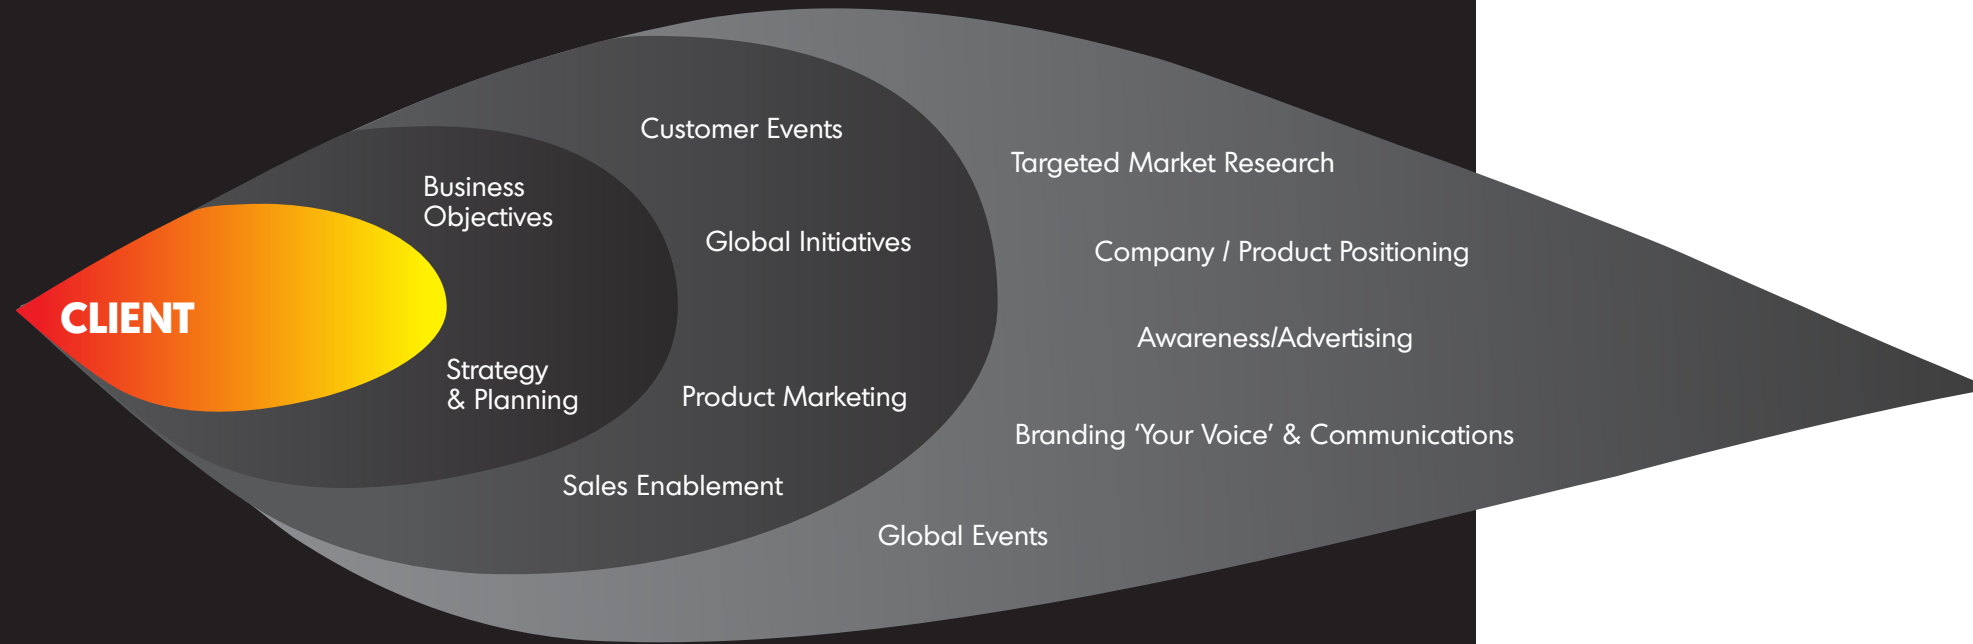 CLIENT
Business
Objectives
Strategy
& Planning
Customer Events
Global Initiatives
Product Marketing
Sales Enablement
Targeted Market Research
Company / Product Positioning
Awareness/Advertising
Branding ‘Your Voice’ & Communications
Global Events